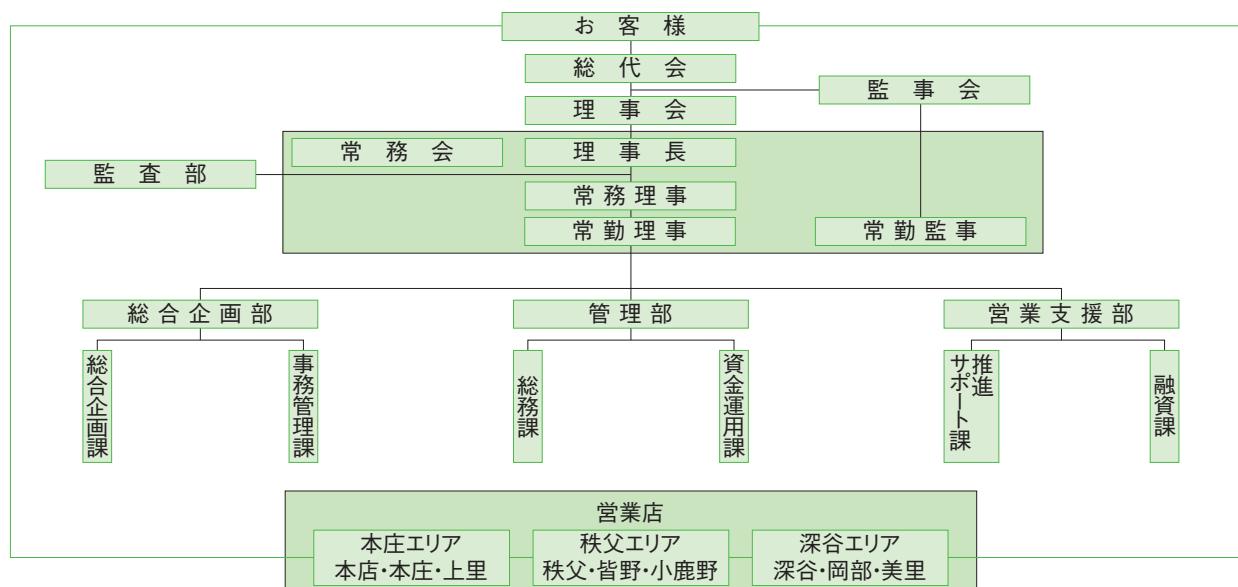 お客様
総代会
監事会
理事会
常務会
理事長
監査部
常務理事
常勤理事
常勤監事
総合企画部
管理部
営業支援部
総合企画課
事務管理課
総務課
資金運用課
推進
サポート課
融資課
営業店
本庄エリア
本店・本庄・上里
秩父エリア
秩父・皆野・小鹿野
深谷エリア
深谷・岡部・美里